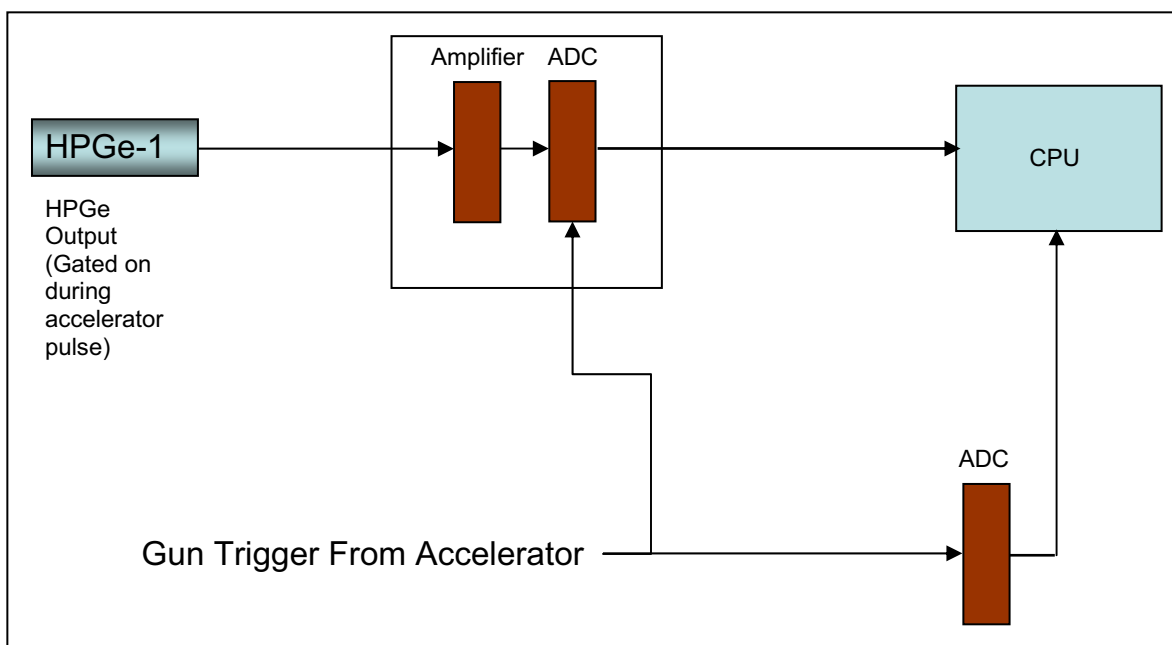 Amplifier ADC
HPGe-1
CPU
HPGe
Output
(Gated on
during
accelerator
pulse)
ADC
Gun Trigger From Accelerator